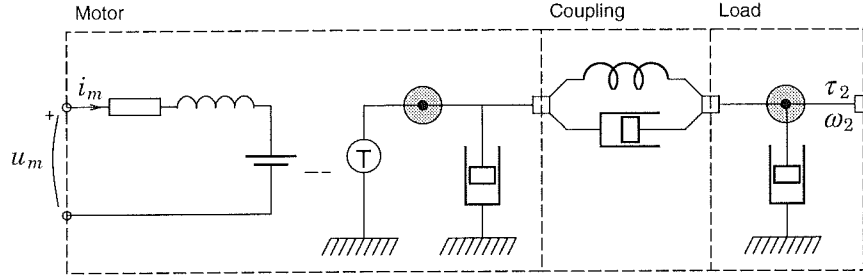 Motor
Coupling
Load
i_m
+
u_m
T
τ_2
ω_2